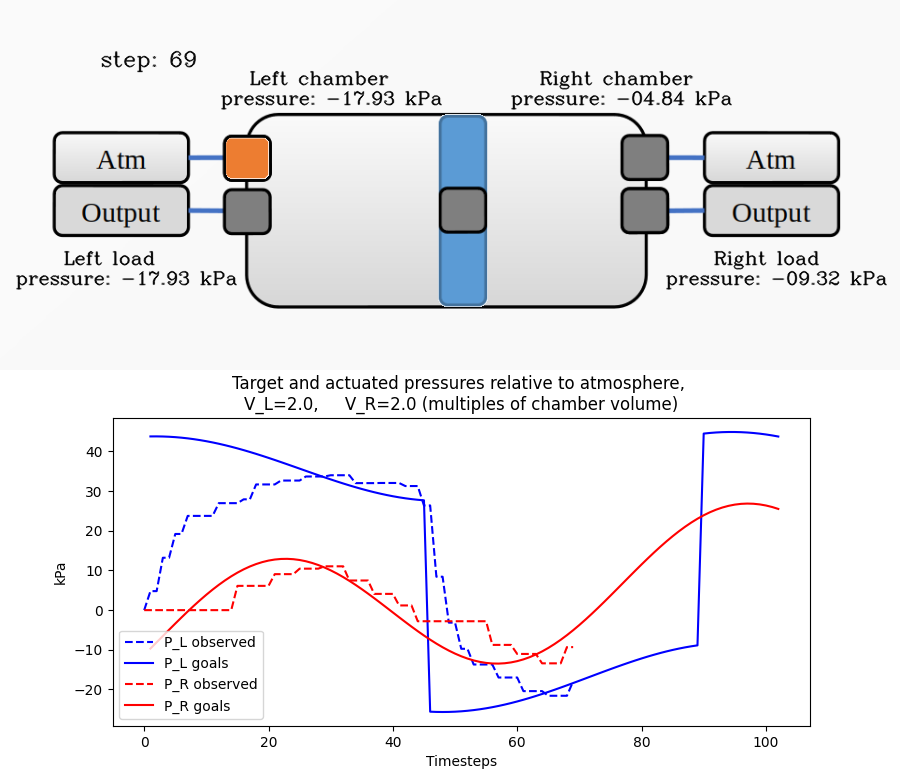 step: 69
Left chamber
pressure: −17.93 kPa
Right chamber
pressure: −04.84 kPa
Atm
Atm
Output
Output
Left load
pressure: −17.93 kPa
Right load
pressure: −09.32 kPa
Target and actuated pressures relative to atmosphere,
V_L=2.0,     V_R=2.0 (multiples of chamber volume)
kPa
40
30
20
10
0
−10
−20
P_L observed
P_L goals
P_R observed
P_R goals
0 20 40 60 80 100
Timesteps